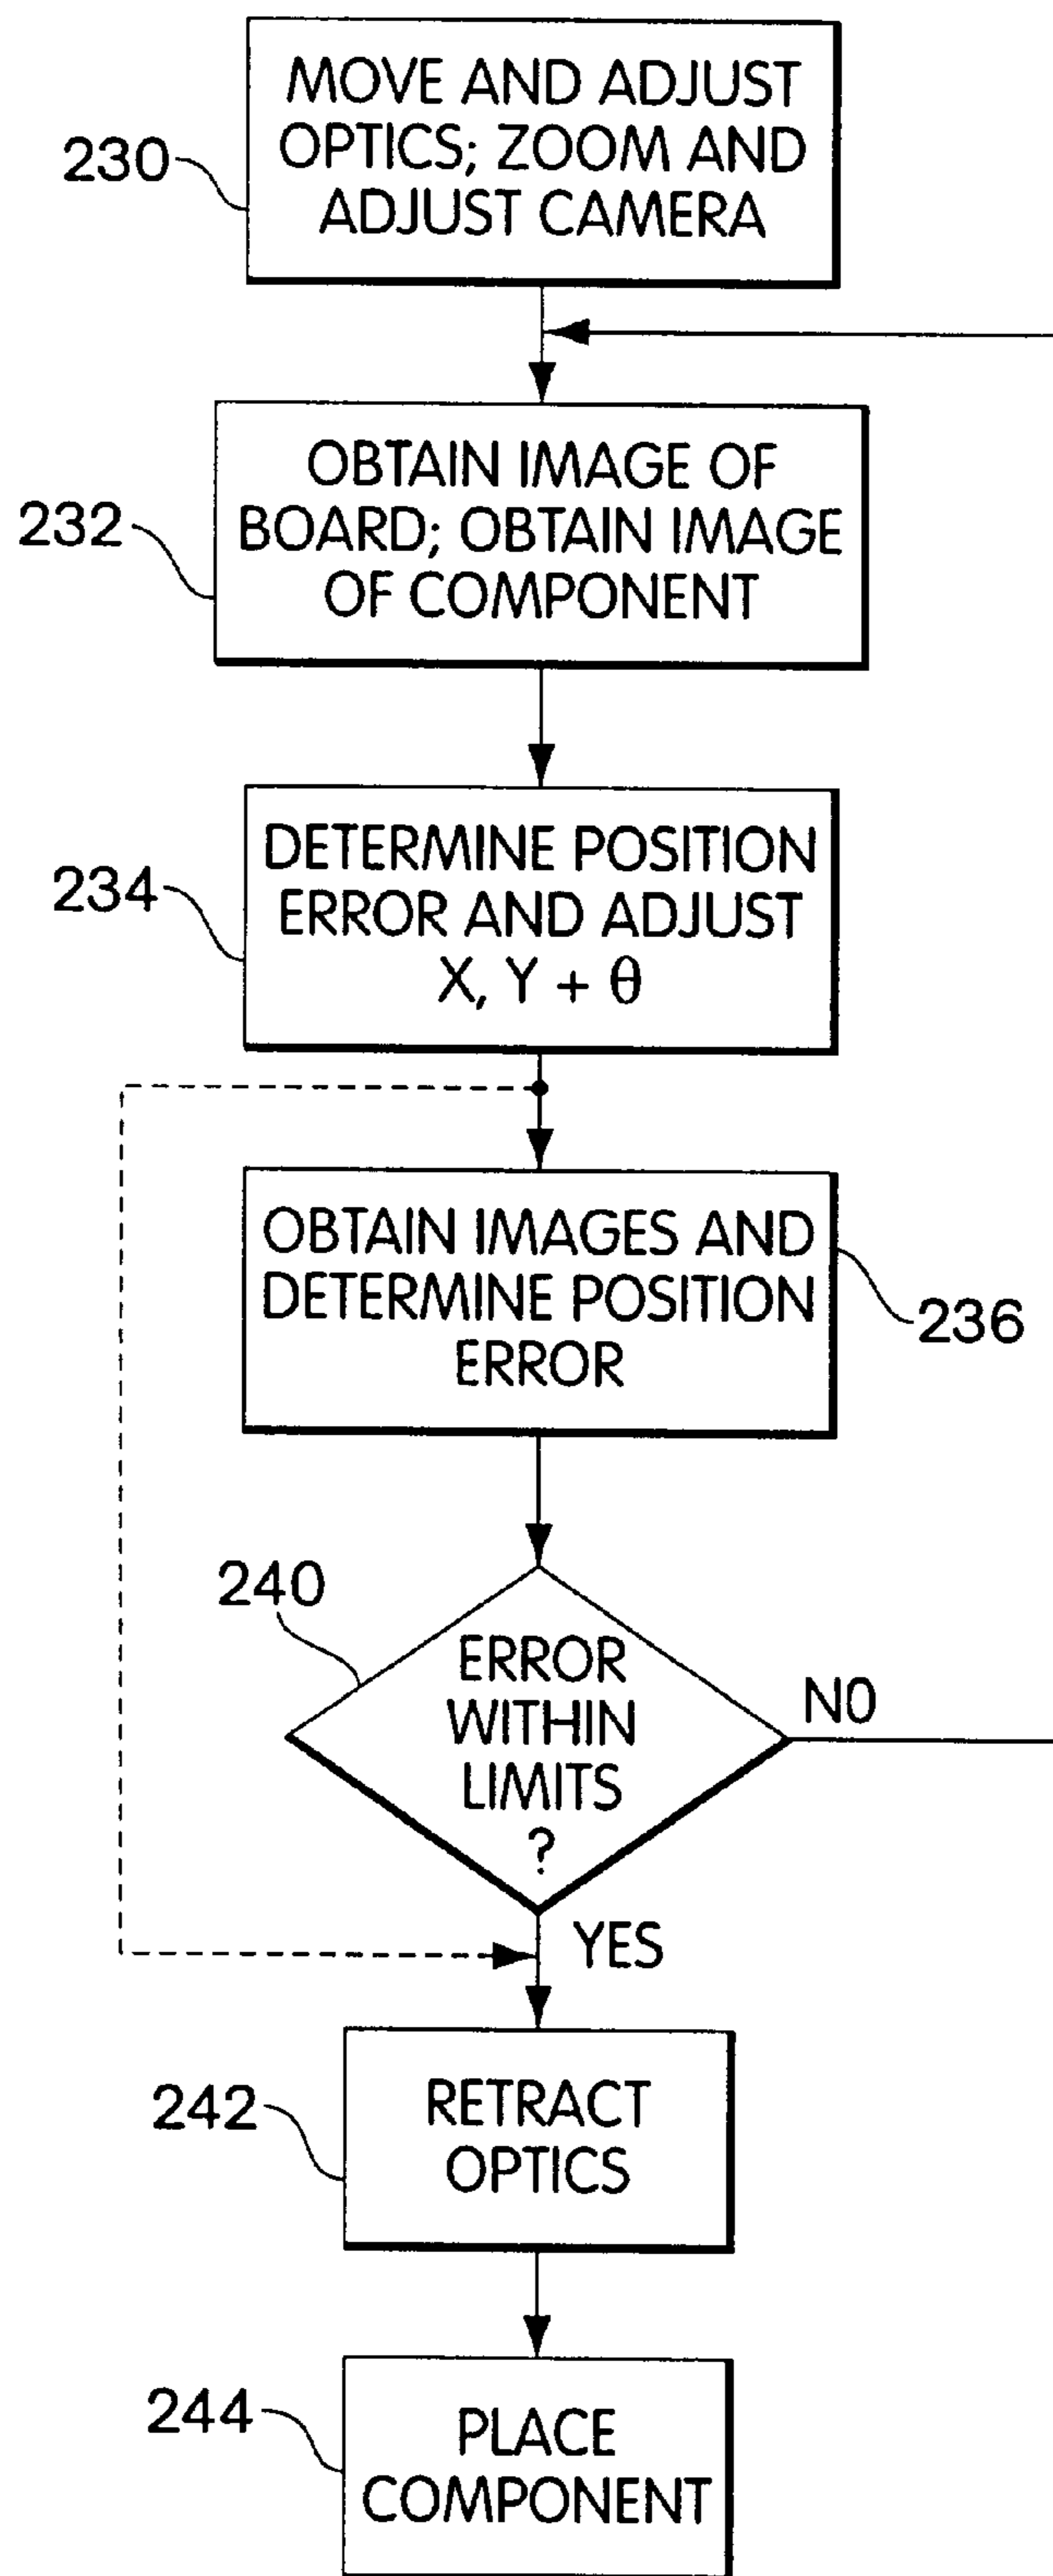 MOVE AND ADJUST
OPTICS; ZOOM AND
ADJUST CAMERA
230
OBTAIN IMAGE OF
BOARD; OBTAIN IMAGE
OF COMPONENT
232
DETERMINE POSITION
ERROR AND ADJUST
X, Y + θ
234
OBTAIN IMAGES AND
DETERMINE POSITION
ERROR
236
240
ERROR
WITHIN
LIMITS
?
NO
YES
RETRACT
OPTICS
242
PLACE
COMPONENT
244